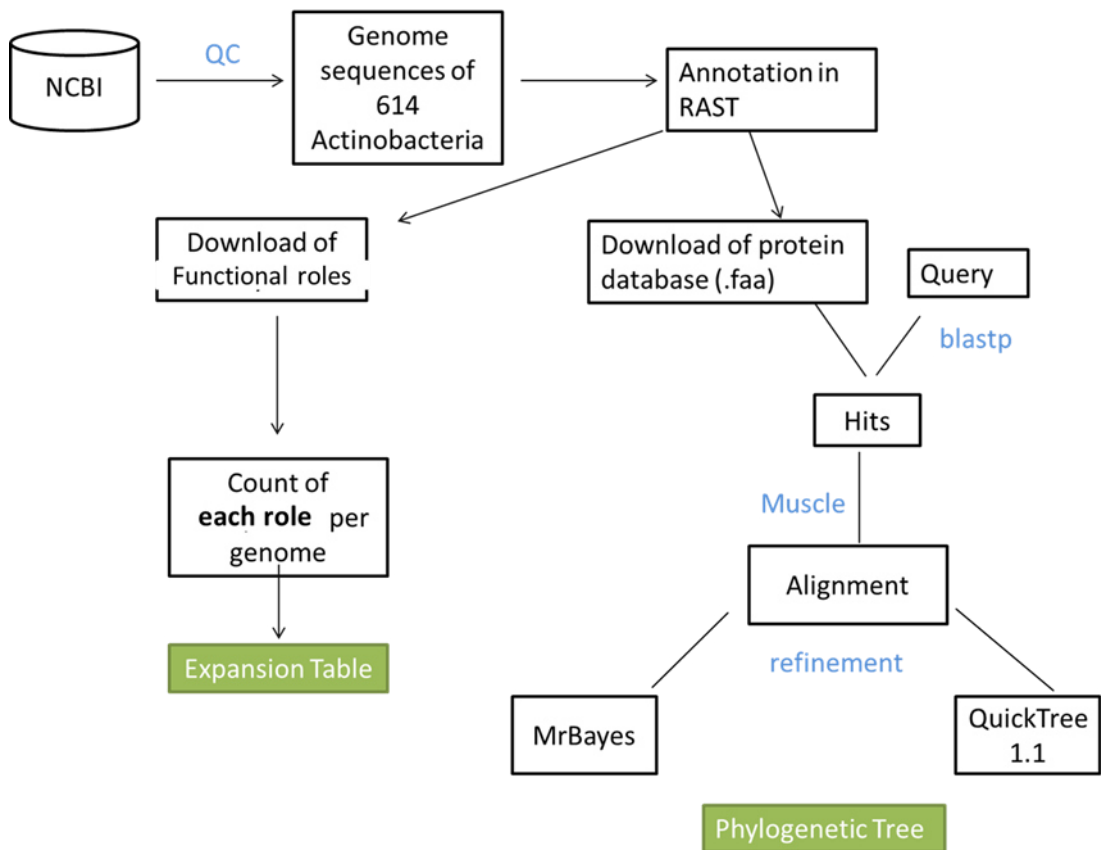 NCBI
QC
Genome
sequences of
614
Actinobacteria
Annotation in
RAST
Download of
Functional roles
Download of protein
database (.faa)
Query
blastp
Hits
Count of
each role per
genome
Muscle
Alignment
Expansion Table
refinement
MrBayes
QuickTree
1.1
Phylogenetic Tree